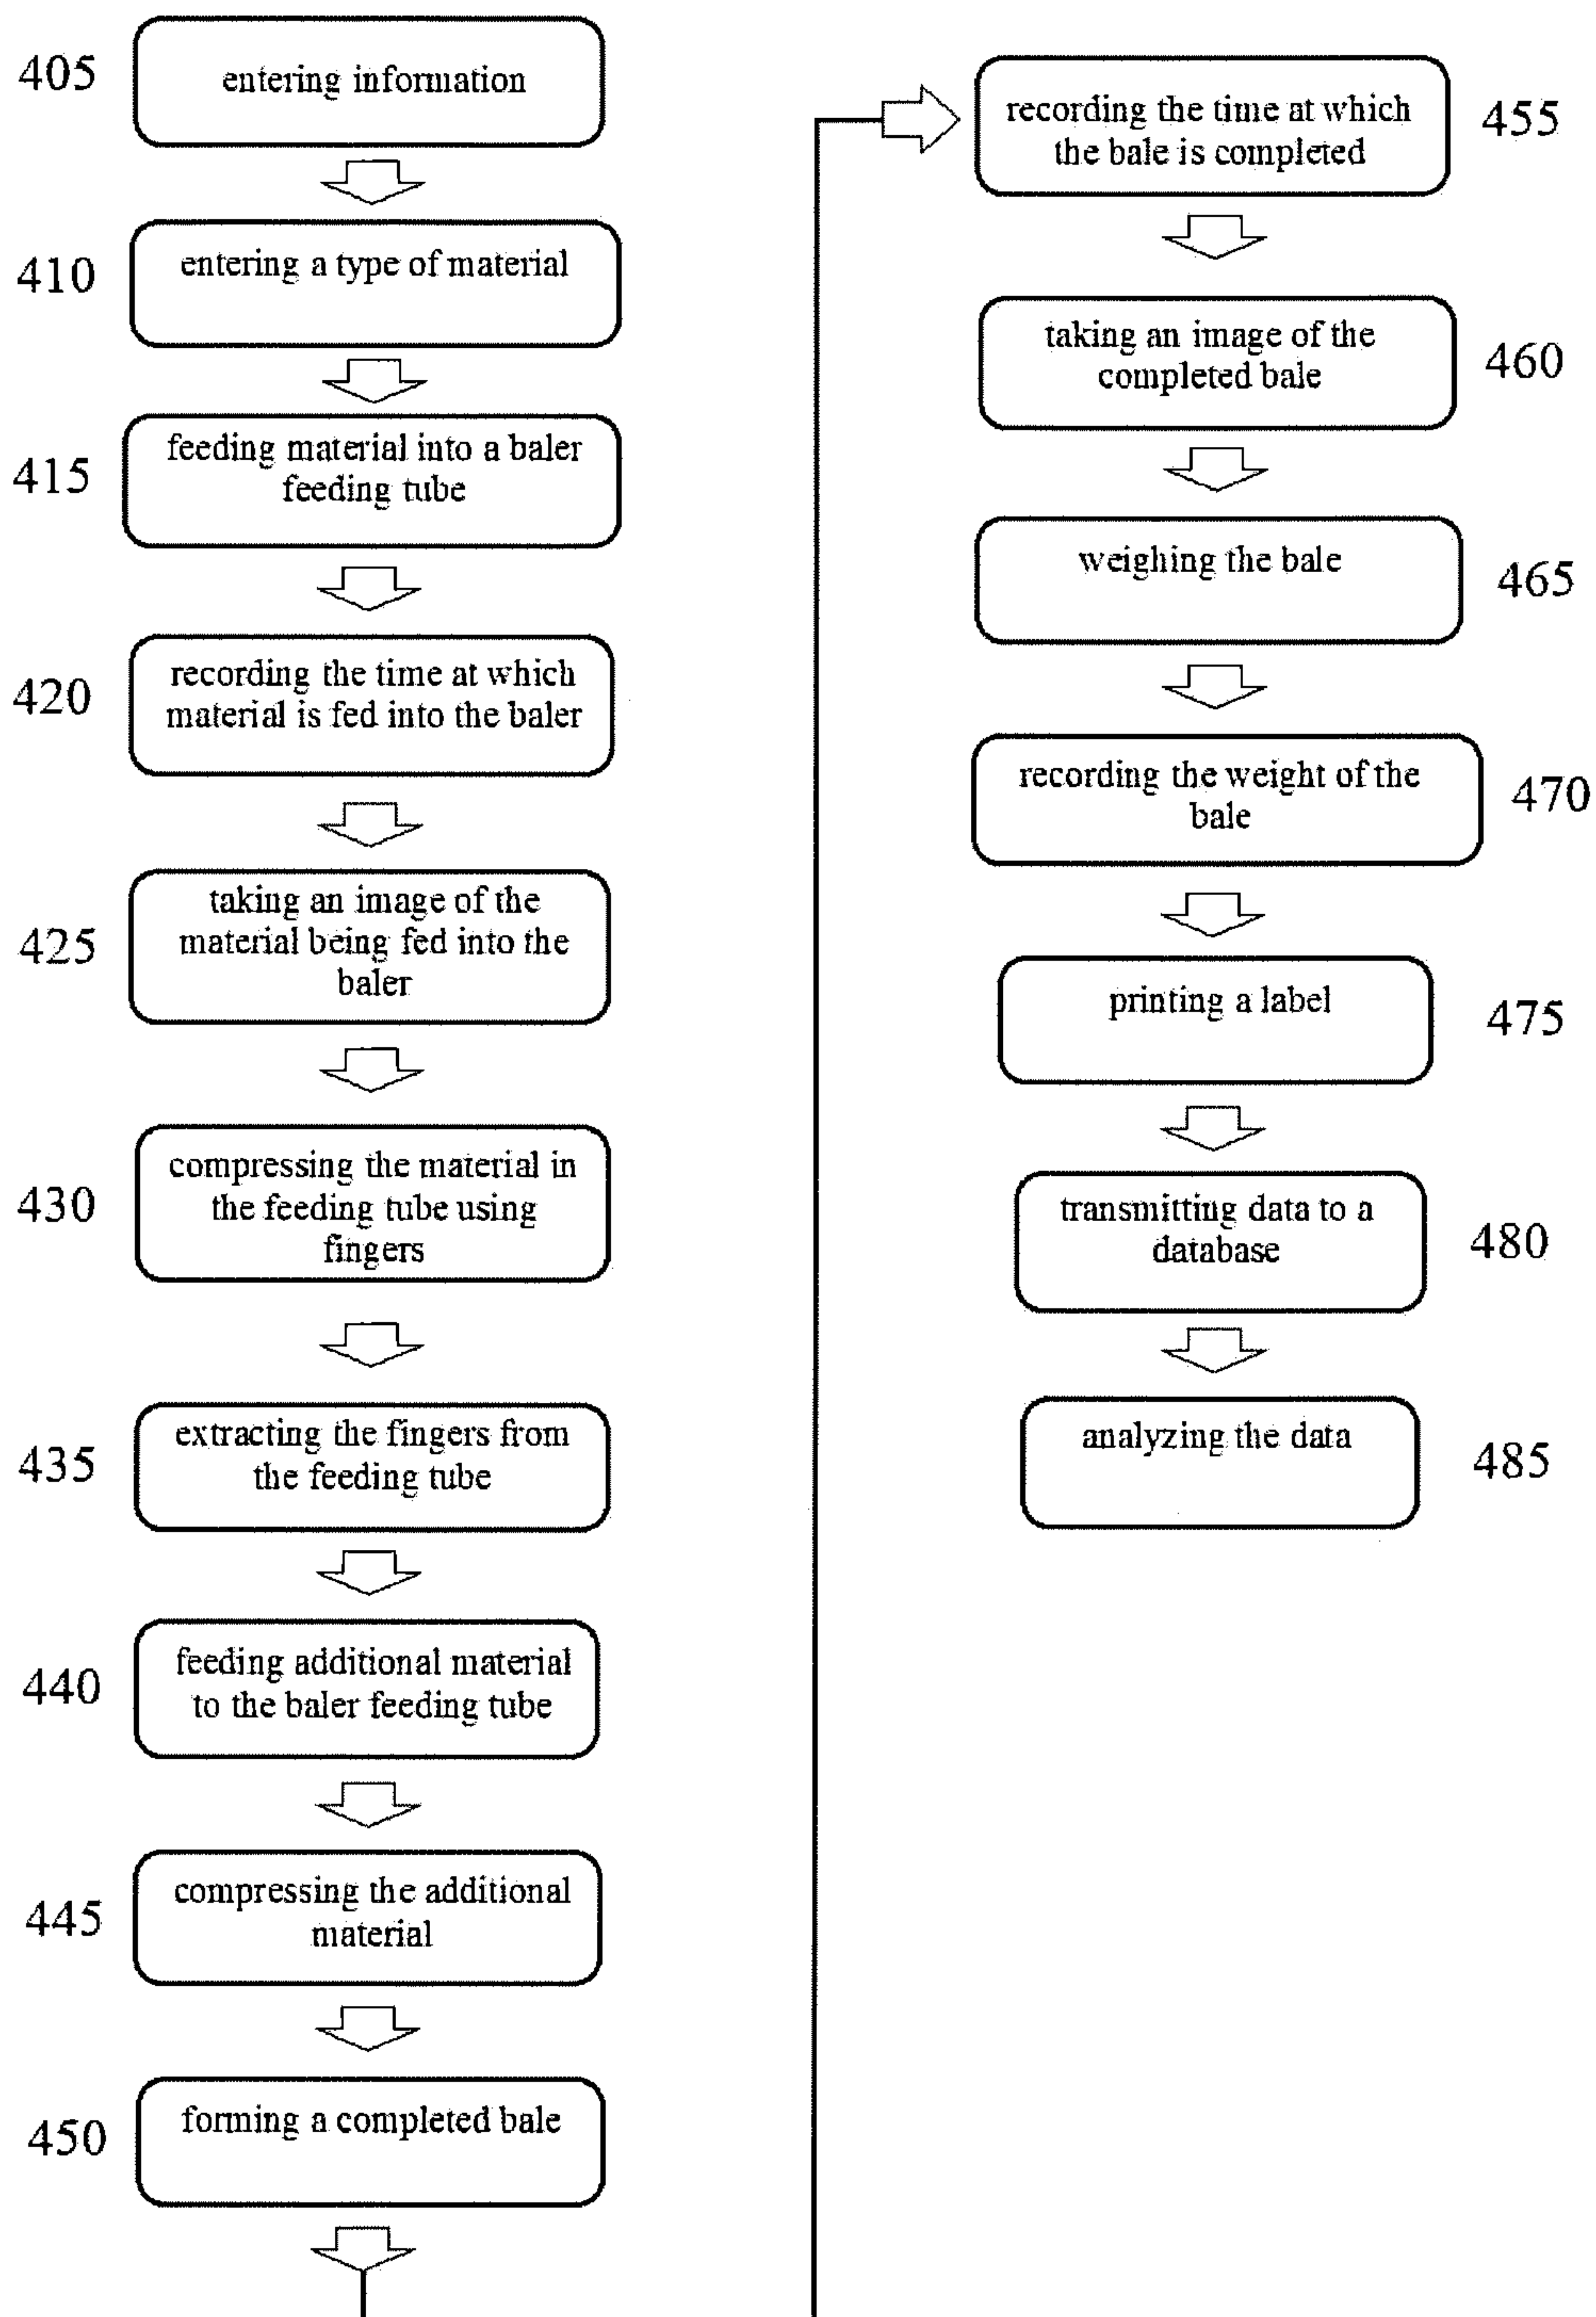 405
entering information
410
entering a type of material
415
feeding material into a baler
feeding tube
420
recording the time at which
material is fed into the baler
425
taking an image of the
material being fed into the
baler
430
compressing the material in
the feeding tube using
fingers
435
extracting the fingers from
the feeding tube
440
feeding additional material
to the baler feeding tube
445
compressing the additional
material
450
forming a completed bale
recording the time at which
the bale is completed
455
taking an image of the
completed bale
460
weighing the bale
465
recording the weight of the
bale
470
printing a label
475
transmitting data to a
database
480
analyzing the data
485